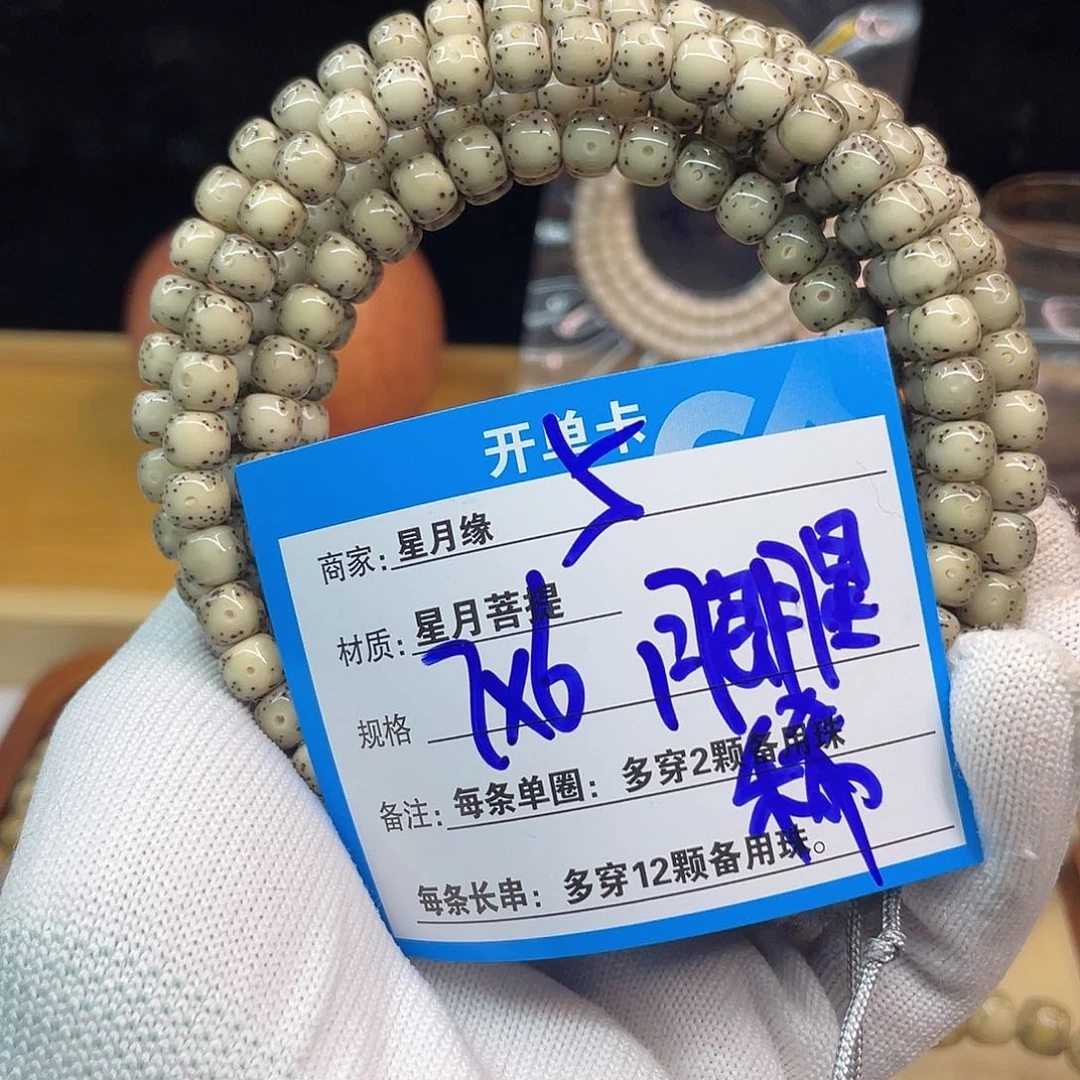 开单卡
商家：星月缘
材质：星月菩提
规格 7x6
备注：每条单圈：多穿2颗备用珠
每条长串：多穿12颗备用珠。